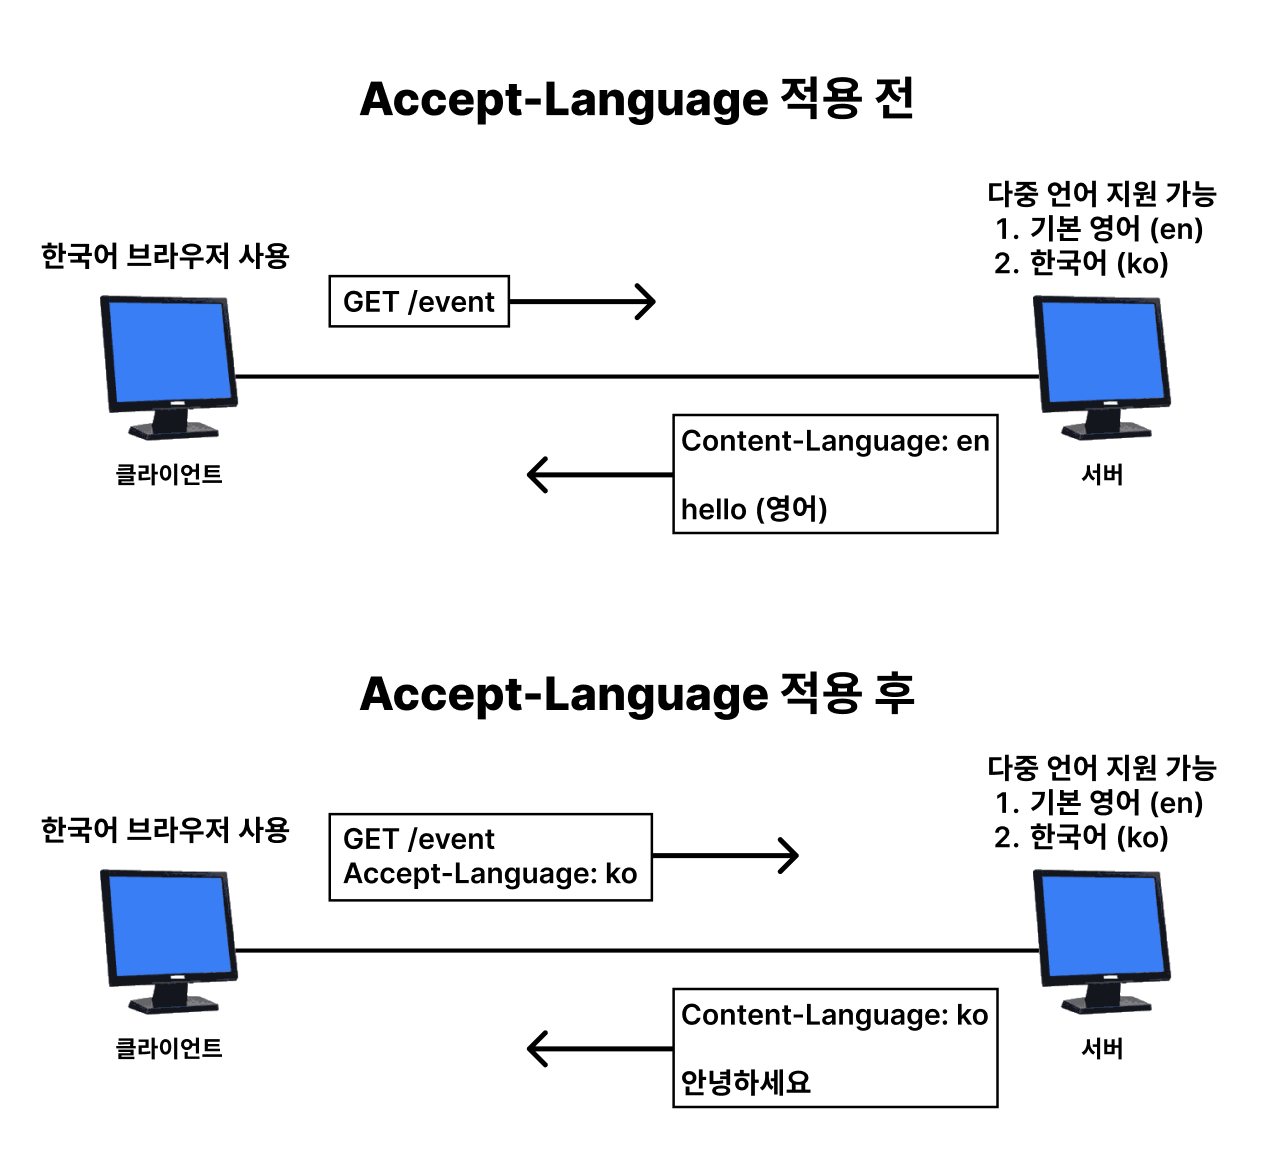 Accept-Language 적용 전
다중 언어 지원 가능
1. 기본 영어 (en)
2. 한국어 (ko)
한국어 브라우저 사용
GET /event
Content-Language: en
hello (영어)
클라이언트
서버
Accept-Language 적용 후
다중 언어 지원 가능
1. 기본 영어 (en)
2. 한국어 (ko)
한국어 브라우저 사용
GET /event
Accept-Language: ko
Content-Language: ko
안녕하세요
클라이언트
서버